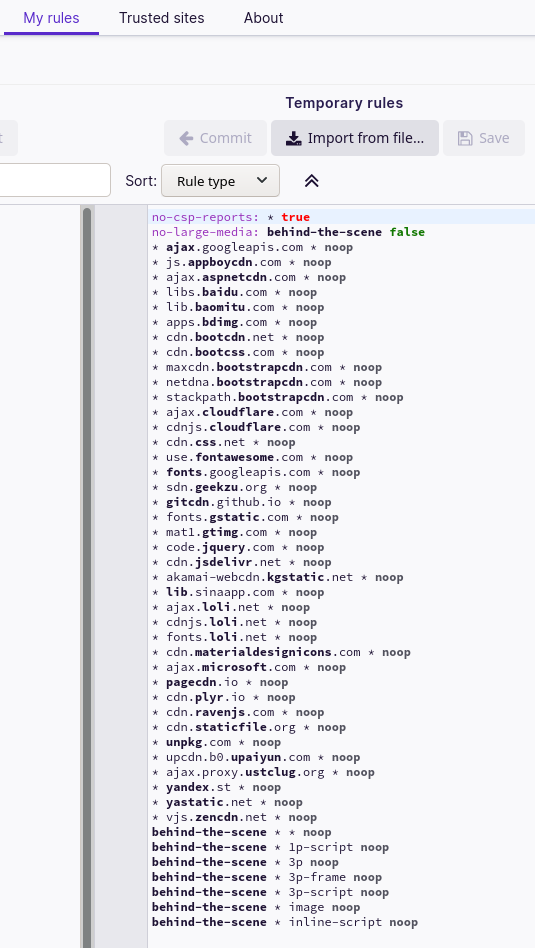 My rules Trusted sites About
Temporary rules
Commit Import from file... Save
Sort: Rule type
no-csp-reports: * true
no-large-media: behind-the-scene false
* ajax.googleapis.com * noop
* js.appboycdn.com * noop
* ajax.aspnetcdn.com * noop
* libs.baidu.com * noop
* lib.baomitu.com * noop
* apps.bdimg.com * noop
* cdn.bootcdn.net * noop
* cdn.bootcss.com * noop
* maxcdn.bootstrapcdn.com * noop
* netdna.bootstrapcdn.com * noop
* stackpath.bootstrapcdn.com * noop
* ajax.cloudflare.com * noop
* cdnjs.cloudflare.com * noop
* cdn.css.net * noop
* use.fontawesome.com * noop
* fonts.googleapis.com * noop
* sdn.geekzu.org * noop
* gitcdn.github.io * noop
* fonts.gstatic.com * noop
* mat1.gtimg.com * noop
* code.jquery.com * noop
* cdn.jsdelivr.net * noop
* akamai-webcdn.kgstatic.net * noop
* lib.sinaapp.com * noop
* ajax.loli.net * noop
* cdnjs.loli.net * noop
* fonts.loli.net * noop
* cdn.materialdesignicons.com * noop
* ajax.microsoft.com * noop
* pagecdn.io * noop
* cdn.plyr.io * noop
* cdn.ravenjs.com * noop
* cdn.staticfile.org * noop
* unpkg.com * noop
* upcdn.b0.upaiyun.com * noop
* ajax.proxy.ustclug.org * noop
* yandex.st * noop
* yastatic.net * noop
* vjs.zencdn.net * noop
behind-the-scene * * noop
behind-the-scene * 1p-script noop
behind-the-scene * 3p noop
behind-the-scene * 3p-frame noop
behind-the-scene * 3p-script noop
behind-the-scene * image noop
behind-the-scene * inline-script noop